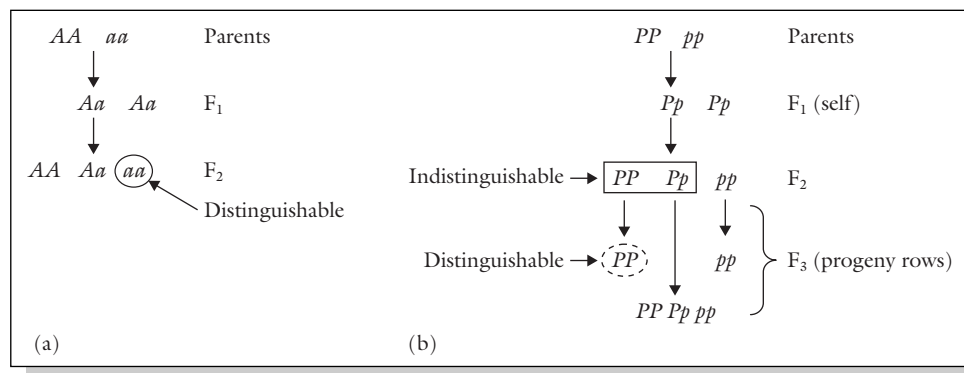 AA aa Parents
Aa Aa F₁
AA Aa aa F₂
Distinguishable
(a)
PP pp Parents
Pp Pp F₁ (self)
Indistinguishable PP Pp pp F₂
Distinguishable PP pp F₃ (progeny rows)
PP Pp pp
(b)